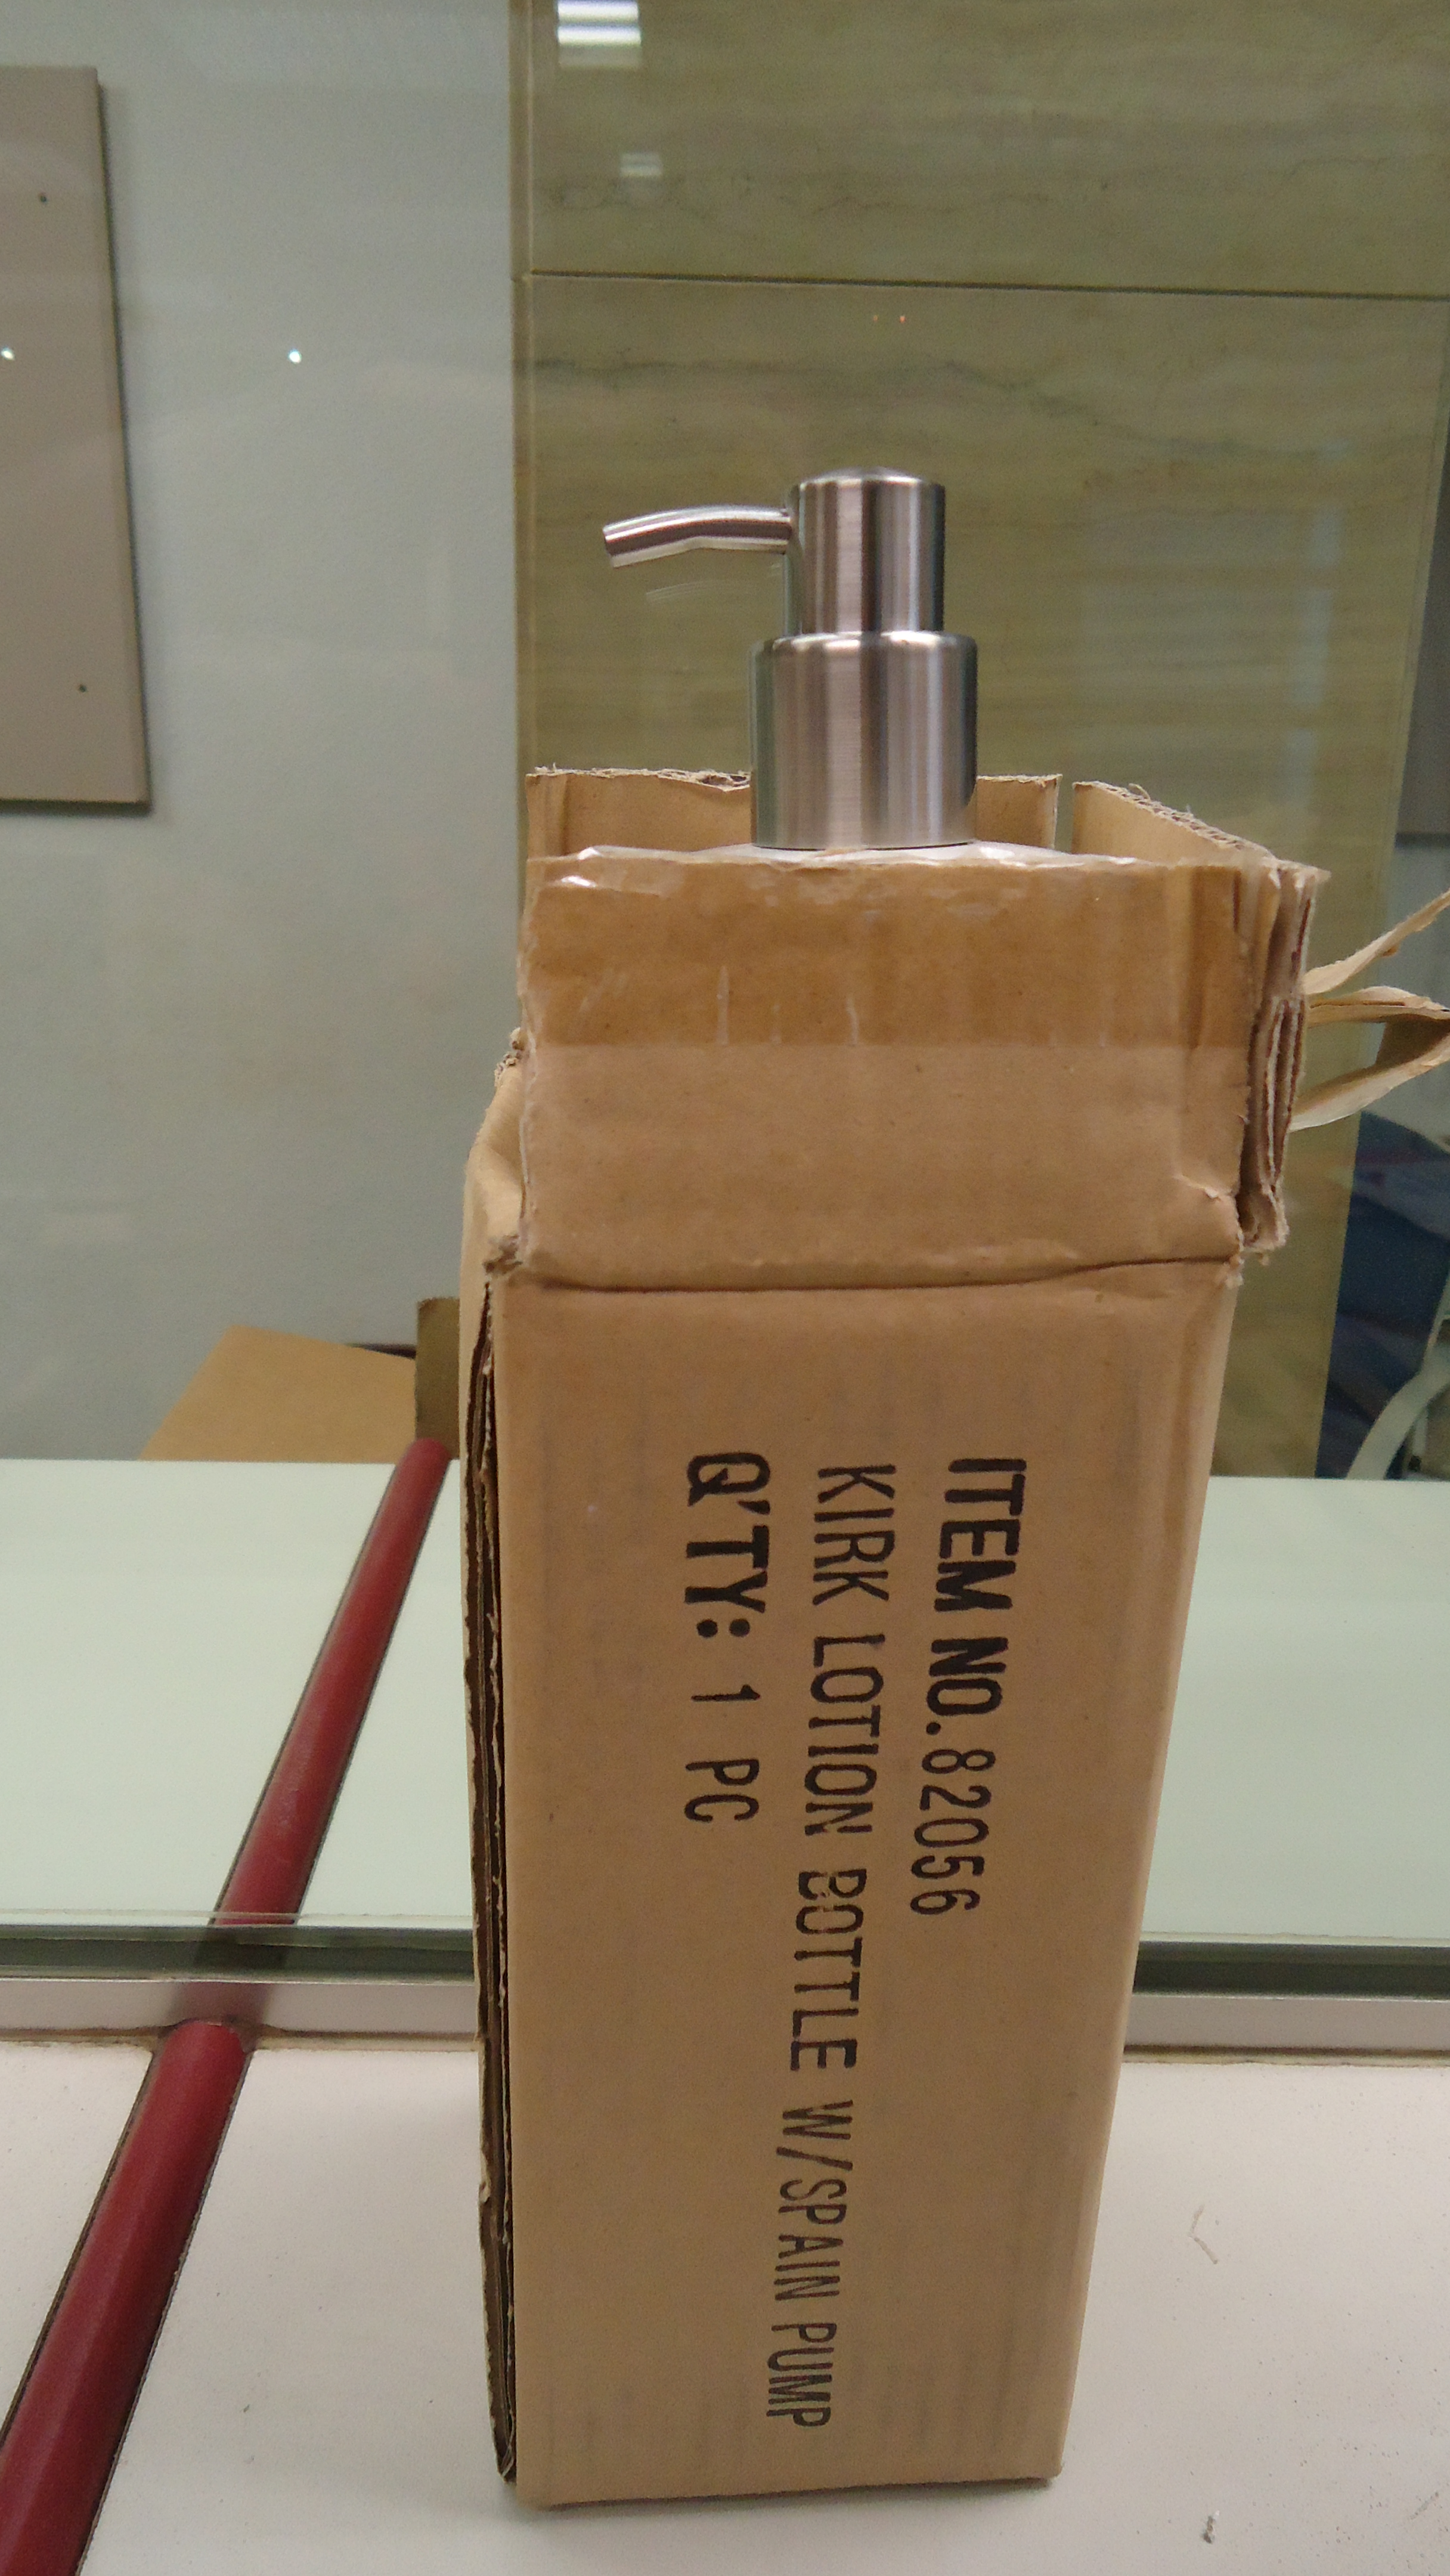 ITEM NO.82056
KIRK LOTION BOTTLE W/SPAIN PUMP
Q'TY: 1 PC